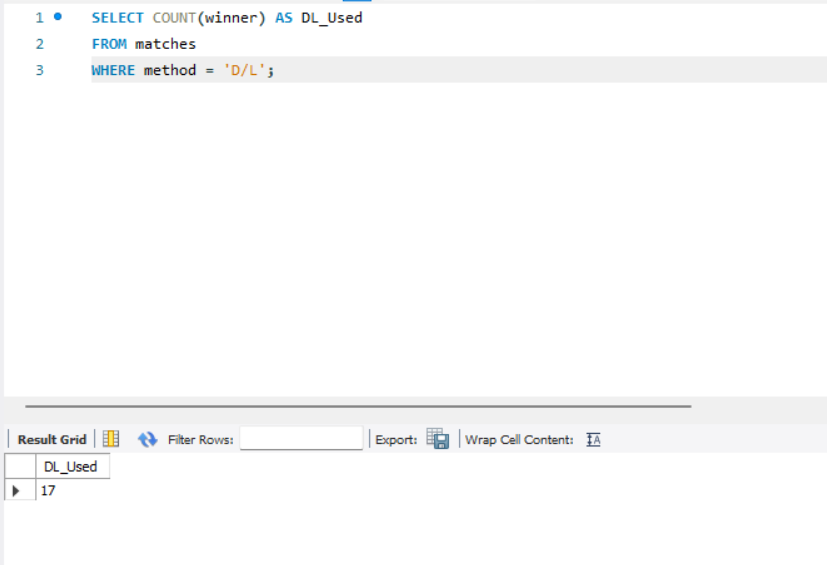 1 SELECT COUNT(winner) AS DL_Used
2 FROM matches
3 WHERE method = 'D/L';
Result Grid Filter Rows: Export: Wrap Cell Content: IA
DL_Used
17